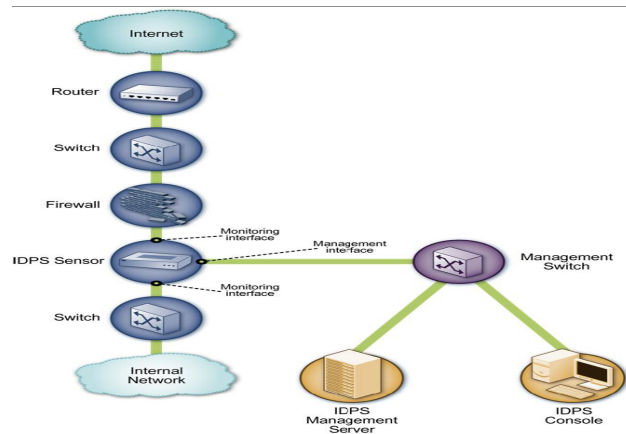 Internet
Router
Switch
Firewall
Monitoring
interface
Management
interface
IDPS Sensor
Management
Switch
Monitoring
interface
Switch
Internal
Network
IDPS
Management
Server
IDPS
Console